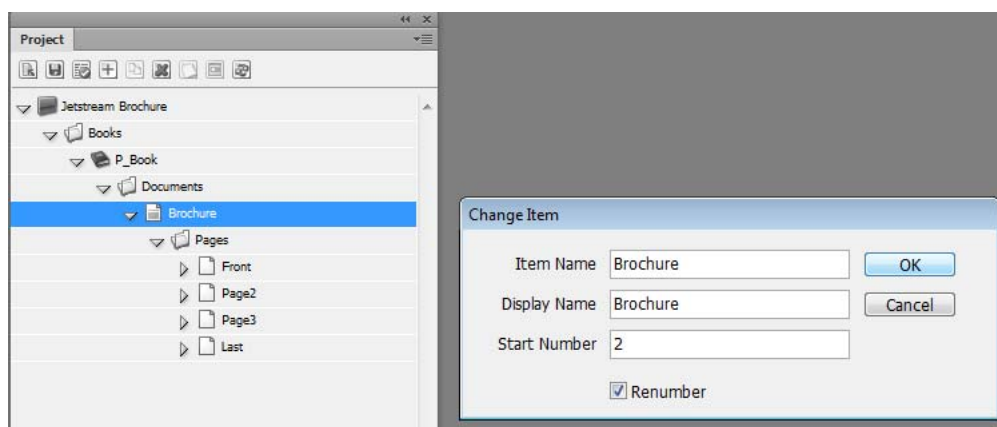 Project
Jetstream Brochure
Books
P_Book
Documents
Brochure
Pages
Front
Page2
Page3
Last
Change Item
Item Name Brochure OK
Display Name Brochure Cancel
Start Number 2
Renumber